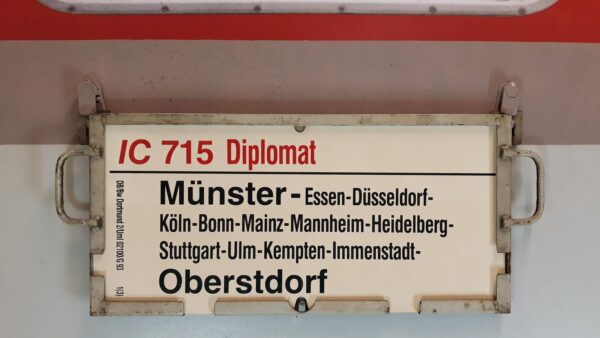 IC 715 Diplomat
Münster-Essen-Düsseldorf-
Köln-Bonn-Mainz-Mannheim-Heidelberg-
Stuttgart-Ulm-Kempten-Immenstadt-
Oberstdorf